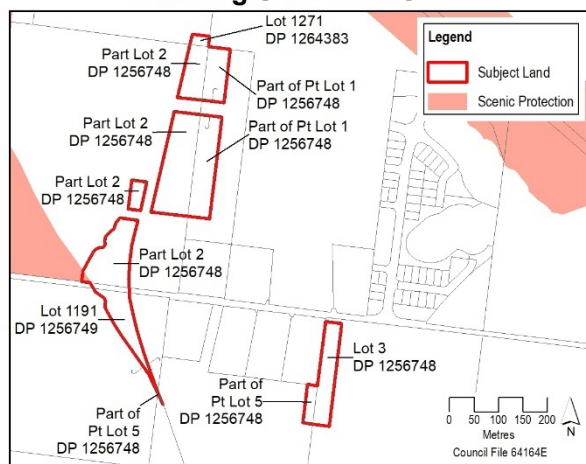 Lot 1271
DP 1264383
Part Lot 2
DP 1256748
Part of Pt Lot 1
DP 1256748
Part Lot 2
DP 1256748
Part of Pt Lot 1
DP 1256748
Part Lot 2
DP 1256748
Part Lot 2
DP 1256748
Lot 1191
DP 1256749
Lot 3
DP 1256748
Part of
Pt Lot 5
DP 1256748
Part of
Pt Lot 5
DP 1256748
Legend
Subject Land
Scenic Protection
0 50 100 150 200
Metres
N
Council File 64164E